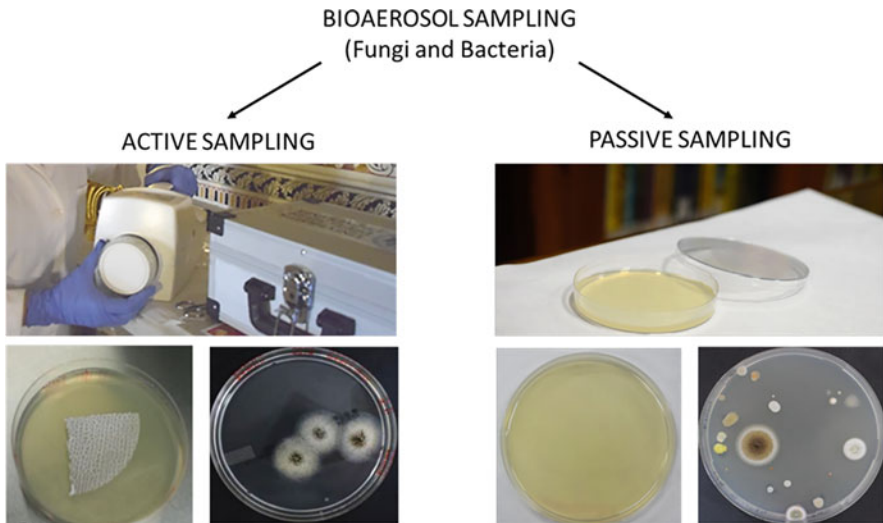 BIOAEROSOL SAMPLING
(Fungi and Bacteria)
ACTIVE SAMPLING
PASSIVE SAMPLING